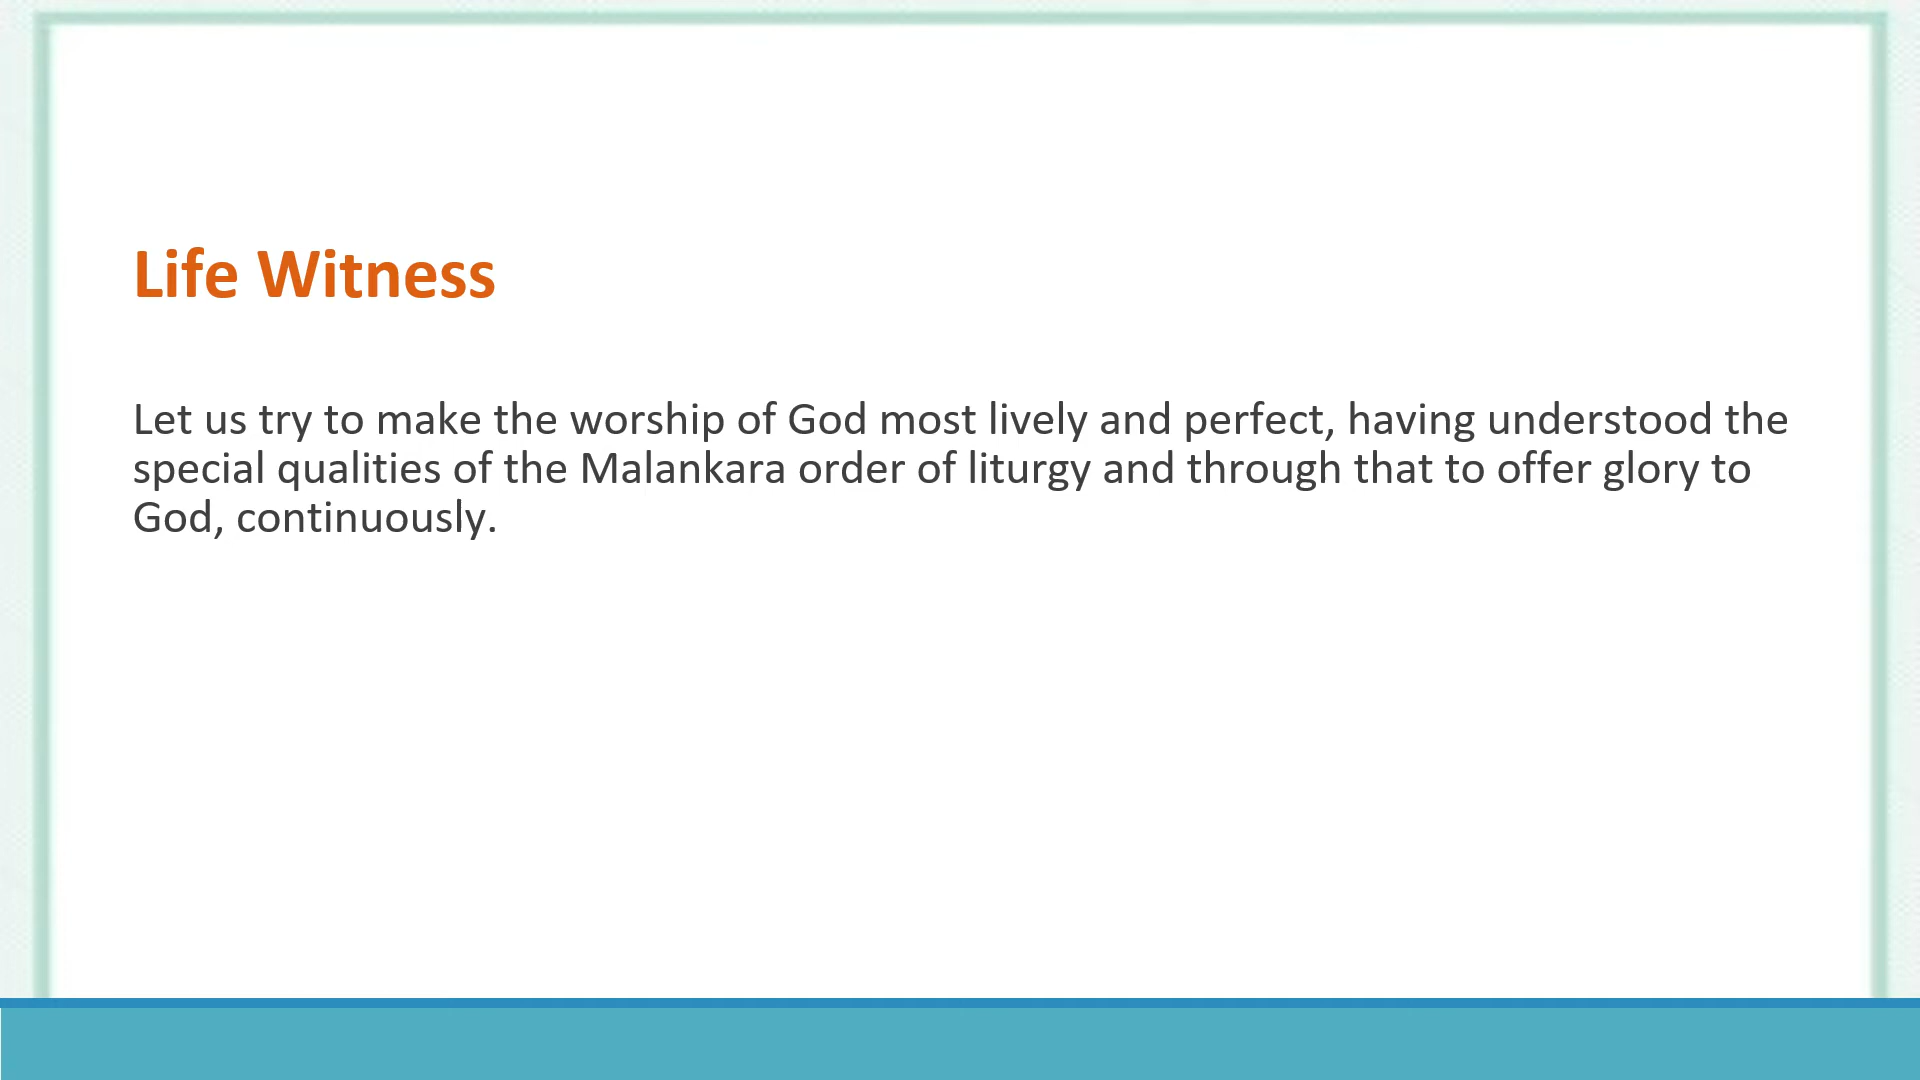 Life Witness
Let us try to make the worship of God most lively and perfect, having understood the
special qualities of the Malankara order of liturgy and through that to offer glory to
God, continuously.